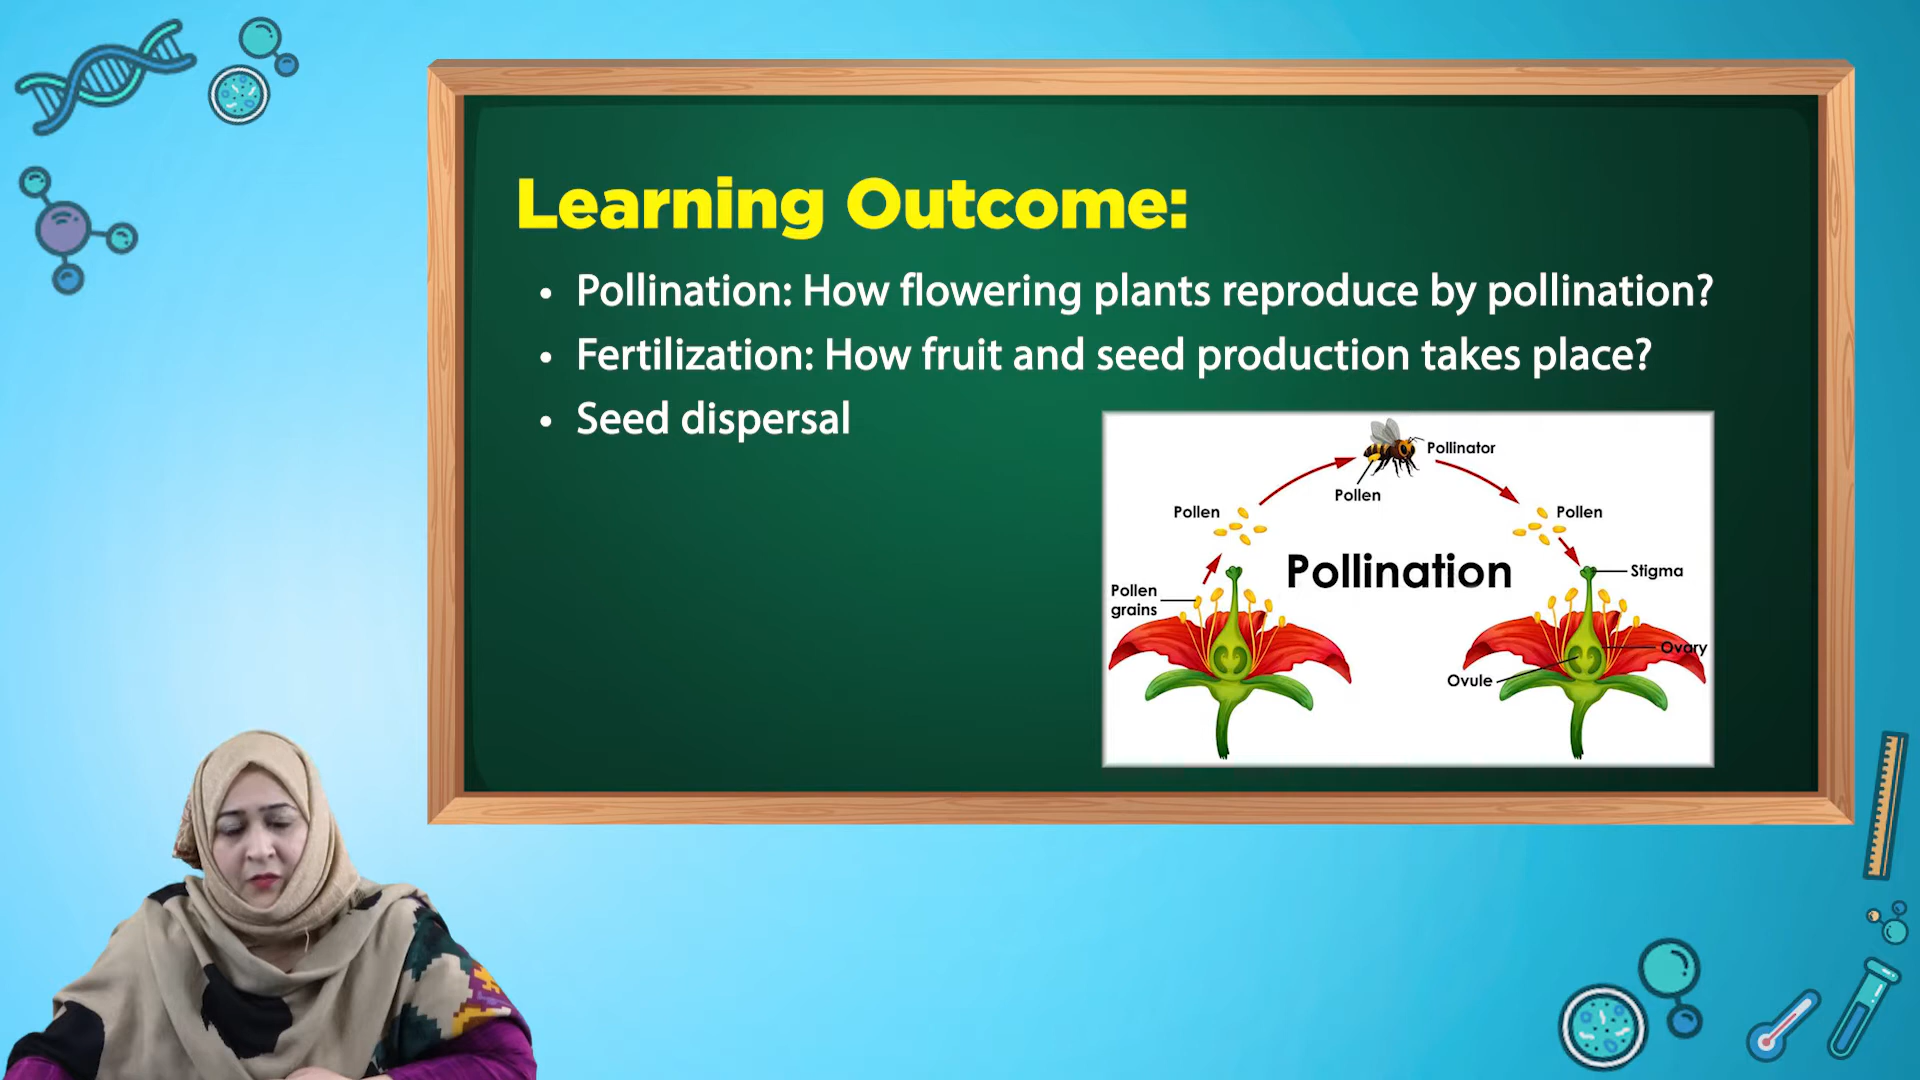 Learning Outcome:
• Pollination: How flowering plants reproduce by pollination?
• Fertilization: How fruit and seed production takes place?
• Seed dispersal
Pollinator
Pollen
Pollen
Pollen
Pollination
Stigma
Pollen
grains
Ovary
Ovule